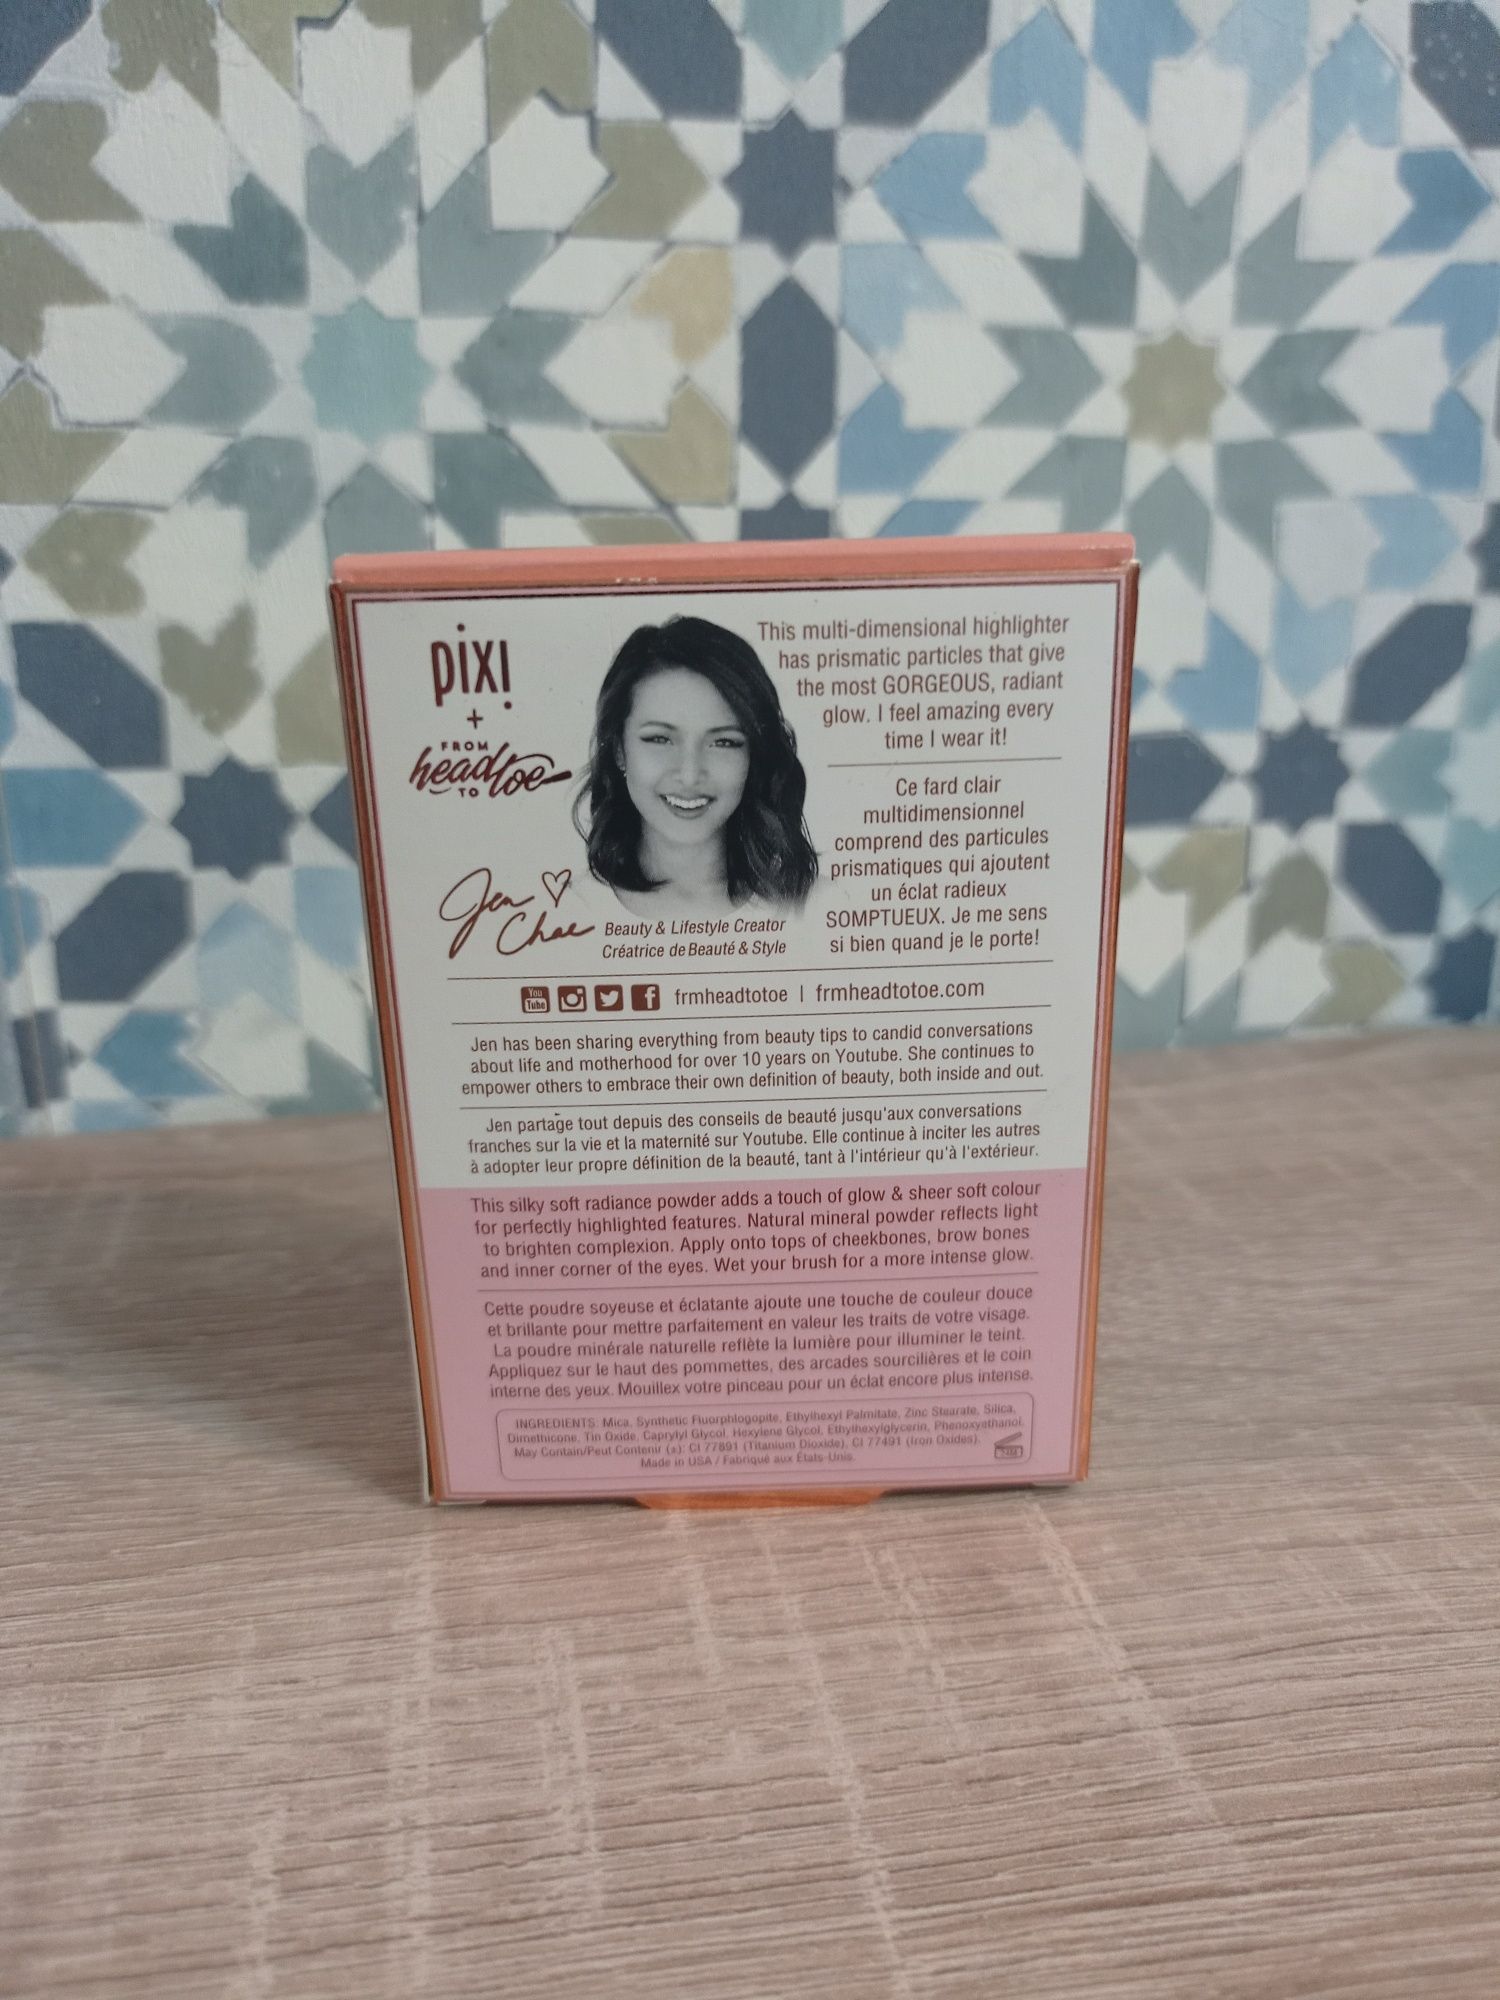 pixi
+
FROM
head
TO toe
This multi-dimensional highlighter
has prismatic particles that give
the most GORGEOUS, radiant
glow. I feel amazing every
time I wear it!
Ce fard clair
multidimensionnel
comprend des particules
prismatiques qui ajoutent
un éclat radieux
SOMPTUEUX. Je me sens
si bien quand je le porte!
Jen
Chae
Beauty & Lifestyle Creator
Créatrice de Beauté & Style
You
Tube
frmheadtotoe | frmheadtotoe.com
Jen has been sharing everything from beauty tips to candid conversations
about life and motherhood for over 10 years on Youtube. She continues to
empower others to embrace their own definition of beauty, both inside and out.
Jen partage tout depuis des conseils de beauté jusqu'aux conversations
franches sur la vie et la maternité sur Youtube. Elle continue à inciter les autres
à adopter leur propre définition de la beauté, tant à l'intérieur qu'à l'extérieur.
This silky soft radiance powder adds a touch of glow & sheer soft colour
for perfectly highlighted features. Natural mineral powder reflects light
to brighten complexion. Apply onto tops of cheekbones, brow bones
and inner corner of the eyes. Wet your brush for a more intense glow.
Cette poudre soyeuse et éclatante ajoute une touche de couleur douce
et brillante pour mettre parfaitement en valeur les traits de votre visage.
La poudre minérale naturelle reflète la lumière pour illuminer le teint.
Appliquez sur le haut des pommettes, des arcades sourcilières et le coin
interne des yeux. Mouillex votre pinceau pour un éclat encore plus intense.
INGREDIENTS: Mica, Synthetic Fluorphlogopite, Ethylhexyl Palmitate, Zinc Stearate, Silica,
Dimethicone, Tin Oxide, Caprylyl Glycol, Hexylene Glycol, Ethylhexylglycerin, Phenoxyethanol.
May Contain/Peut Contenir (±): CI 77891 (Titanium Dioxide), CI 77491 (Iron Oxides).
Made in USA / Fabriqué aux États-Unis.